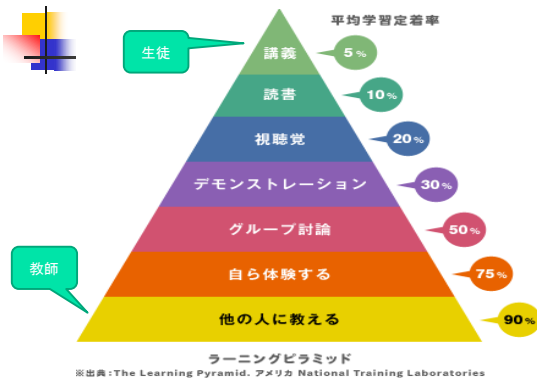 平均学習定着率
生徒
講義
5%
読書
10%
視聴覚
20%
デモンストレーション
30%
グループ討論
50%
自ら体験する
75%
教師
他の人に教える
90%
ラーニングピラミッド
※出典:The Learning Pyramid. アメリカ National Training Laboratories